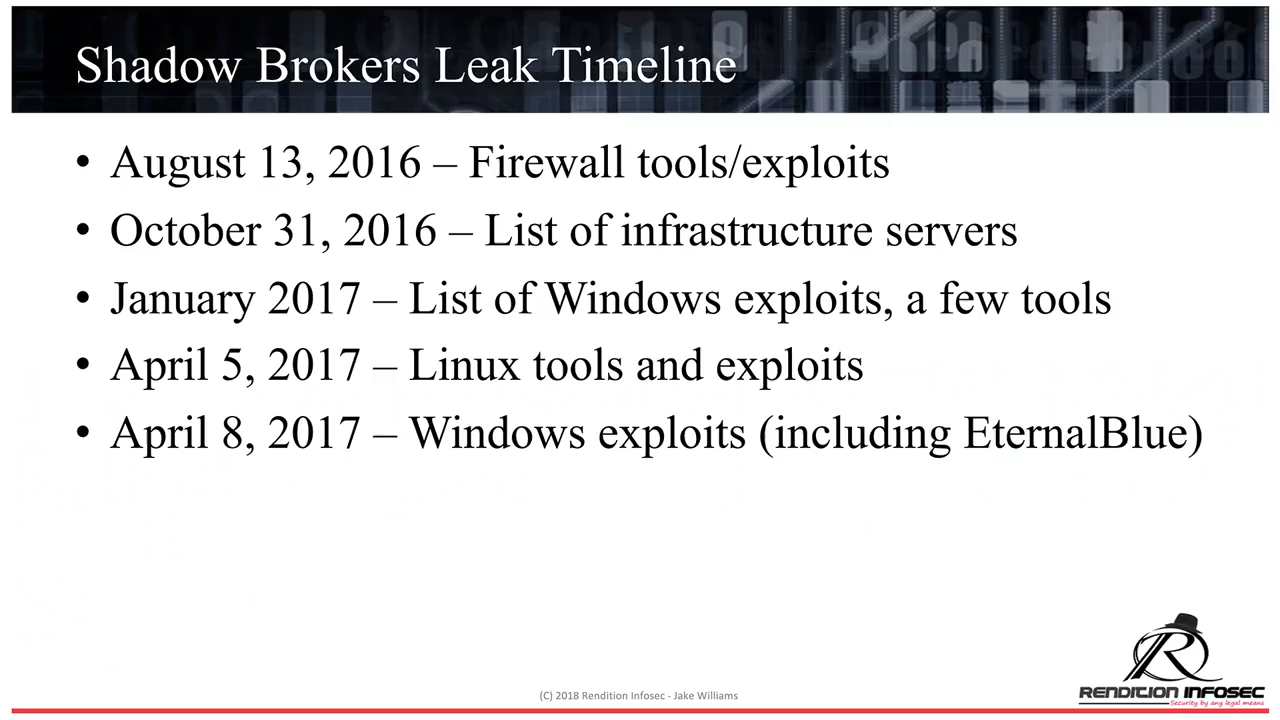 Shadow Brokers Leak Timeline
• August 13, 2016 – Firewall tools/exploits
• October 31, 2016 – List of infrastructure servers
• January 2017 – List of Windows exploits, a few tools
• April 5, 2017 – Linux tools and exploits
• April 8, 2017 – Windows exploits (including EternalBlue)
(C) 2018 Rendition Infosec - Jake Williams
R
RENDITION INFOSEC
Security by any legal means